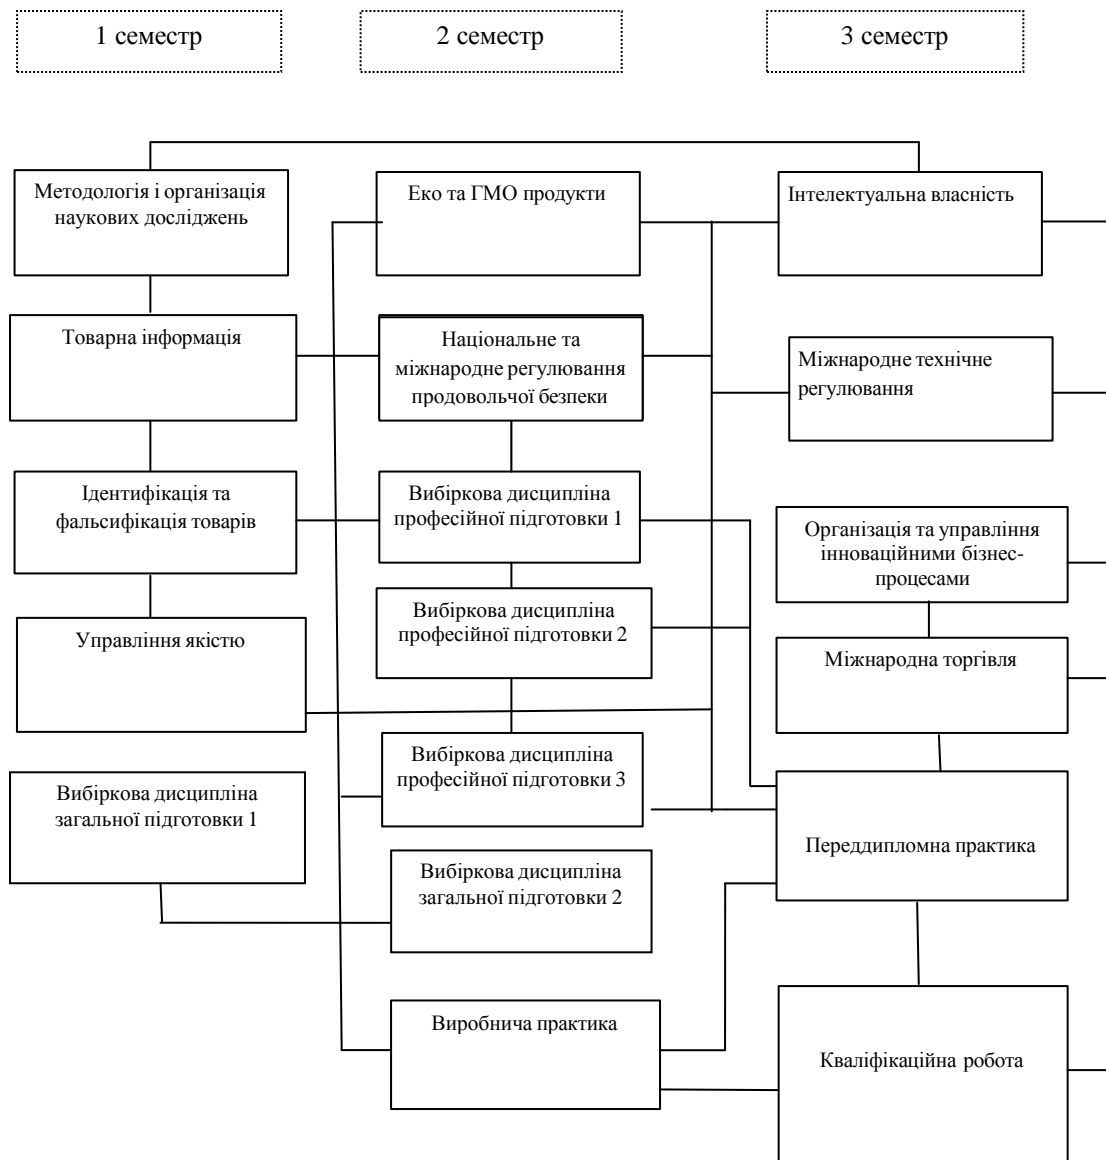 1 семестр
2 семестр
3 семестр
Методологія і організація
наукових досліджень
Еко та ГМО продукти
Інтелектуальна власність
Товарна інформація
Національне та
міжнародне регулювання
продовольчої безпеки
Міжнародне технічне
регулювання
Ідентифікація та
фальсифікація товарів
Вибіркова дисципліна
професійної підготовки 1
Організація та управління
інноваційними бізнес-
процесами
Управління якістю
Вибіркова дисципліна
професійної підготовки 2
Міжнародна торгівля
Вибіркова дисципліна
загальної підготовки 1
Вибіркова дисципліна
професійної підготовки 3
Переддипломна практика
Вибіркова дисципліна
загальної підготовки 2
Виробнича практика
Кваліфікаційна робота